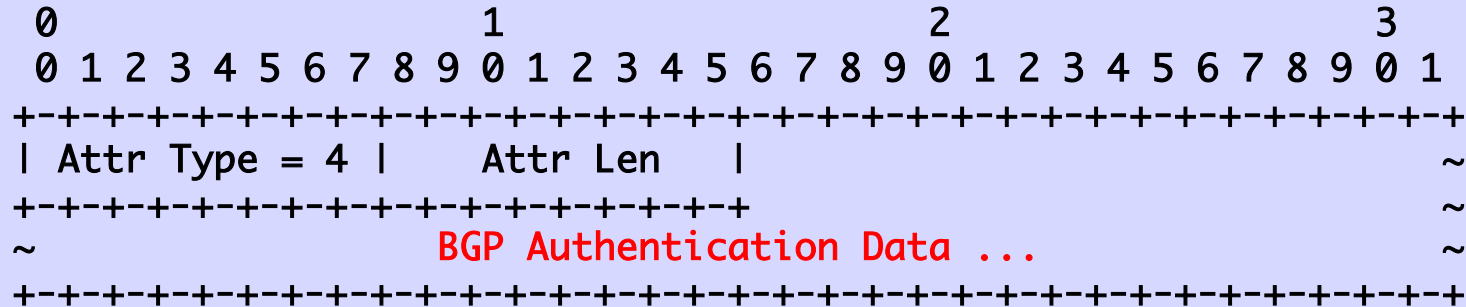 0                   1                   2                   3
 0 1 2 3 4 5 6 7 8 9 0 1 2 3 4 5 6 7 8 9 0 1 2 3 4 5 6 7 8 9 0 1
+-+-+-+-+-+-+-+-+-+-+-+-+-+-+-+-+-+-+-+-+-+-+-+-+-+-+-+-+-+-+-+-+
| Attr Type = 4 |    Attr Len   |                               ~
+-+-+-+-+-+-+-+-+-+-+-+-+-+-+-+-+                               ~
~                  BGP Authentication Data ...                  ~
+-+-+-+-+-+-+-+-+-+-+-+-+-+-+-+-+-+-+-+-+-+-+-+-+-+-+-+-+-+-+-+-+